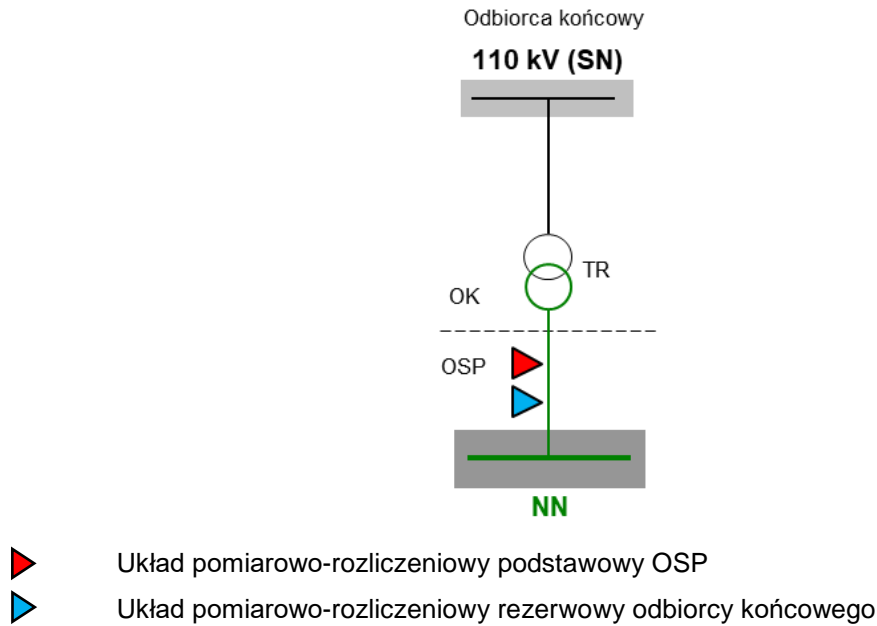 Odbiorca końcowy
110 kV (SN)
TR
OK
OSP
NN
Układ pomiarowo-rozliczeniowy podstawowy OSP
Układ pomiarowo-rozliczeniowy rezerwowy odbiorcy końcowego